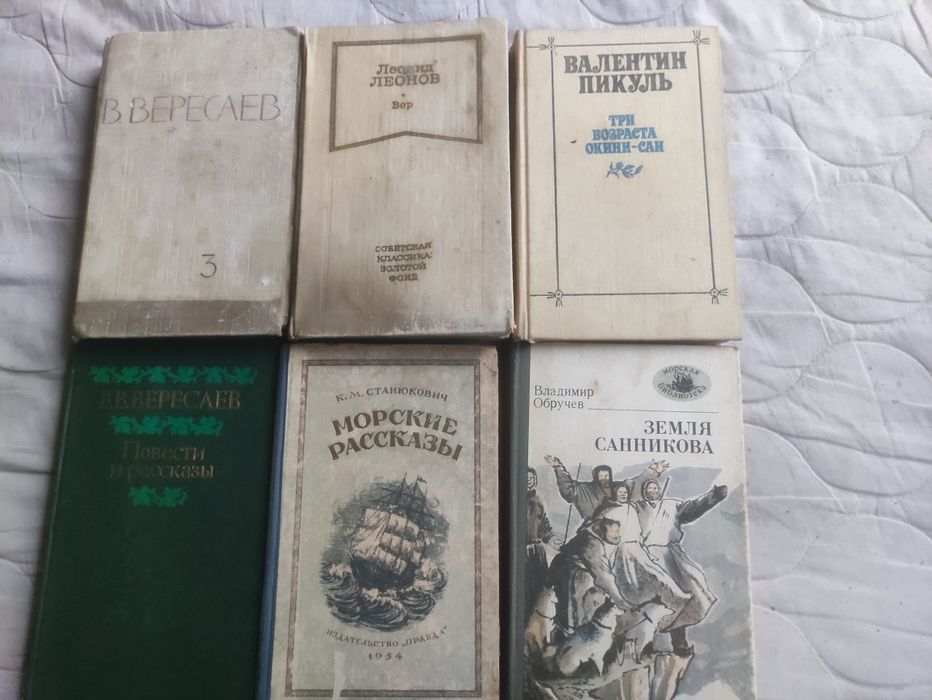 В. ВЕРЕСАЕВ
3
Леонид
ЛЕОНОВ
Вор
СОВЕТСКАЯ
КЛАССИКА:
ЗОЛОТОЙ
ФОНД
ВАЛЕНТИН
ПИКУЛЬ
ТРИ
ВОЗРАСТА
ОКИНИ-САН
В.В.ВЕРЕСАЕВ
Повести
и рассказы
К. М. СТАНЮКОВИЧ
МОРСКИЕ
РАССКАЗЫ
ИЗДАТЕЛЬСТВО „ПРАВДА"
1954
морская
библиотека
Владимир
Обручев
ЗЕМЛЯ
САННИКОВА